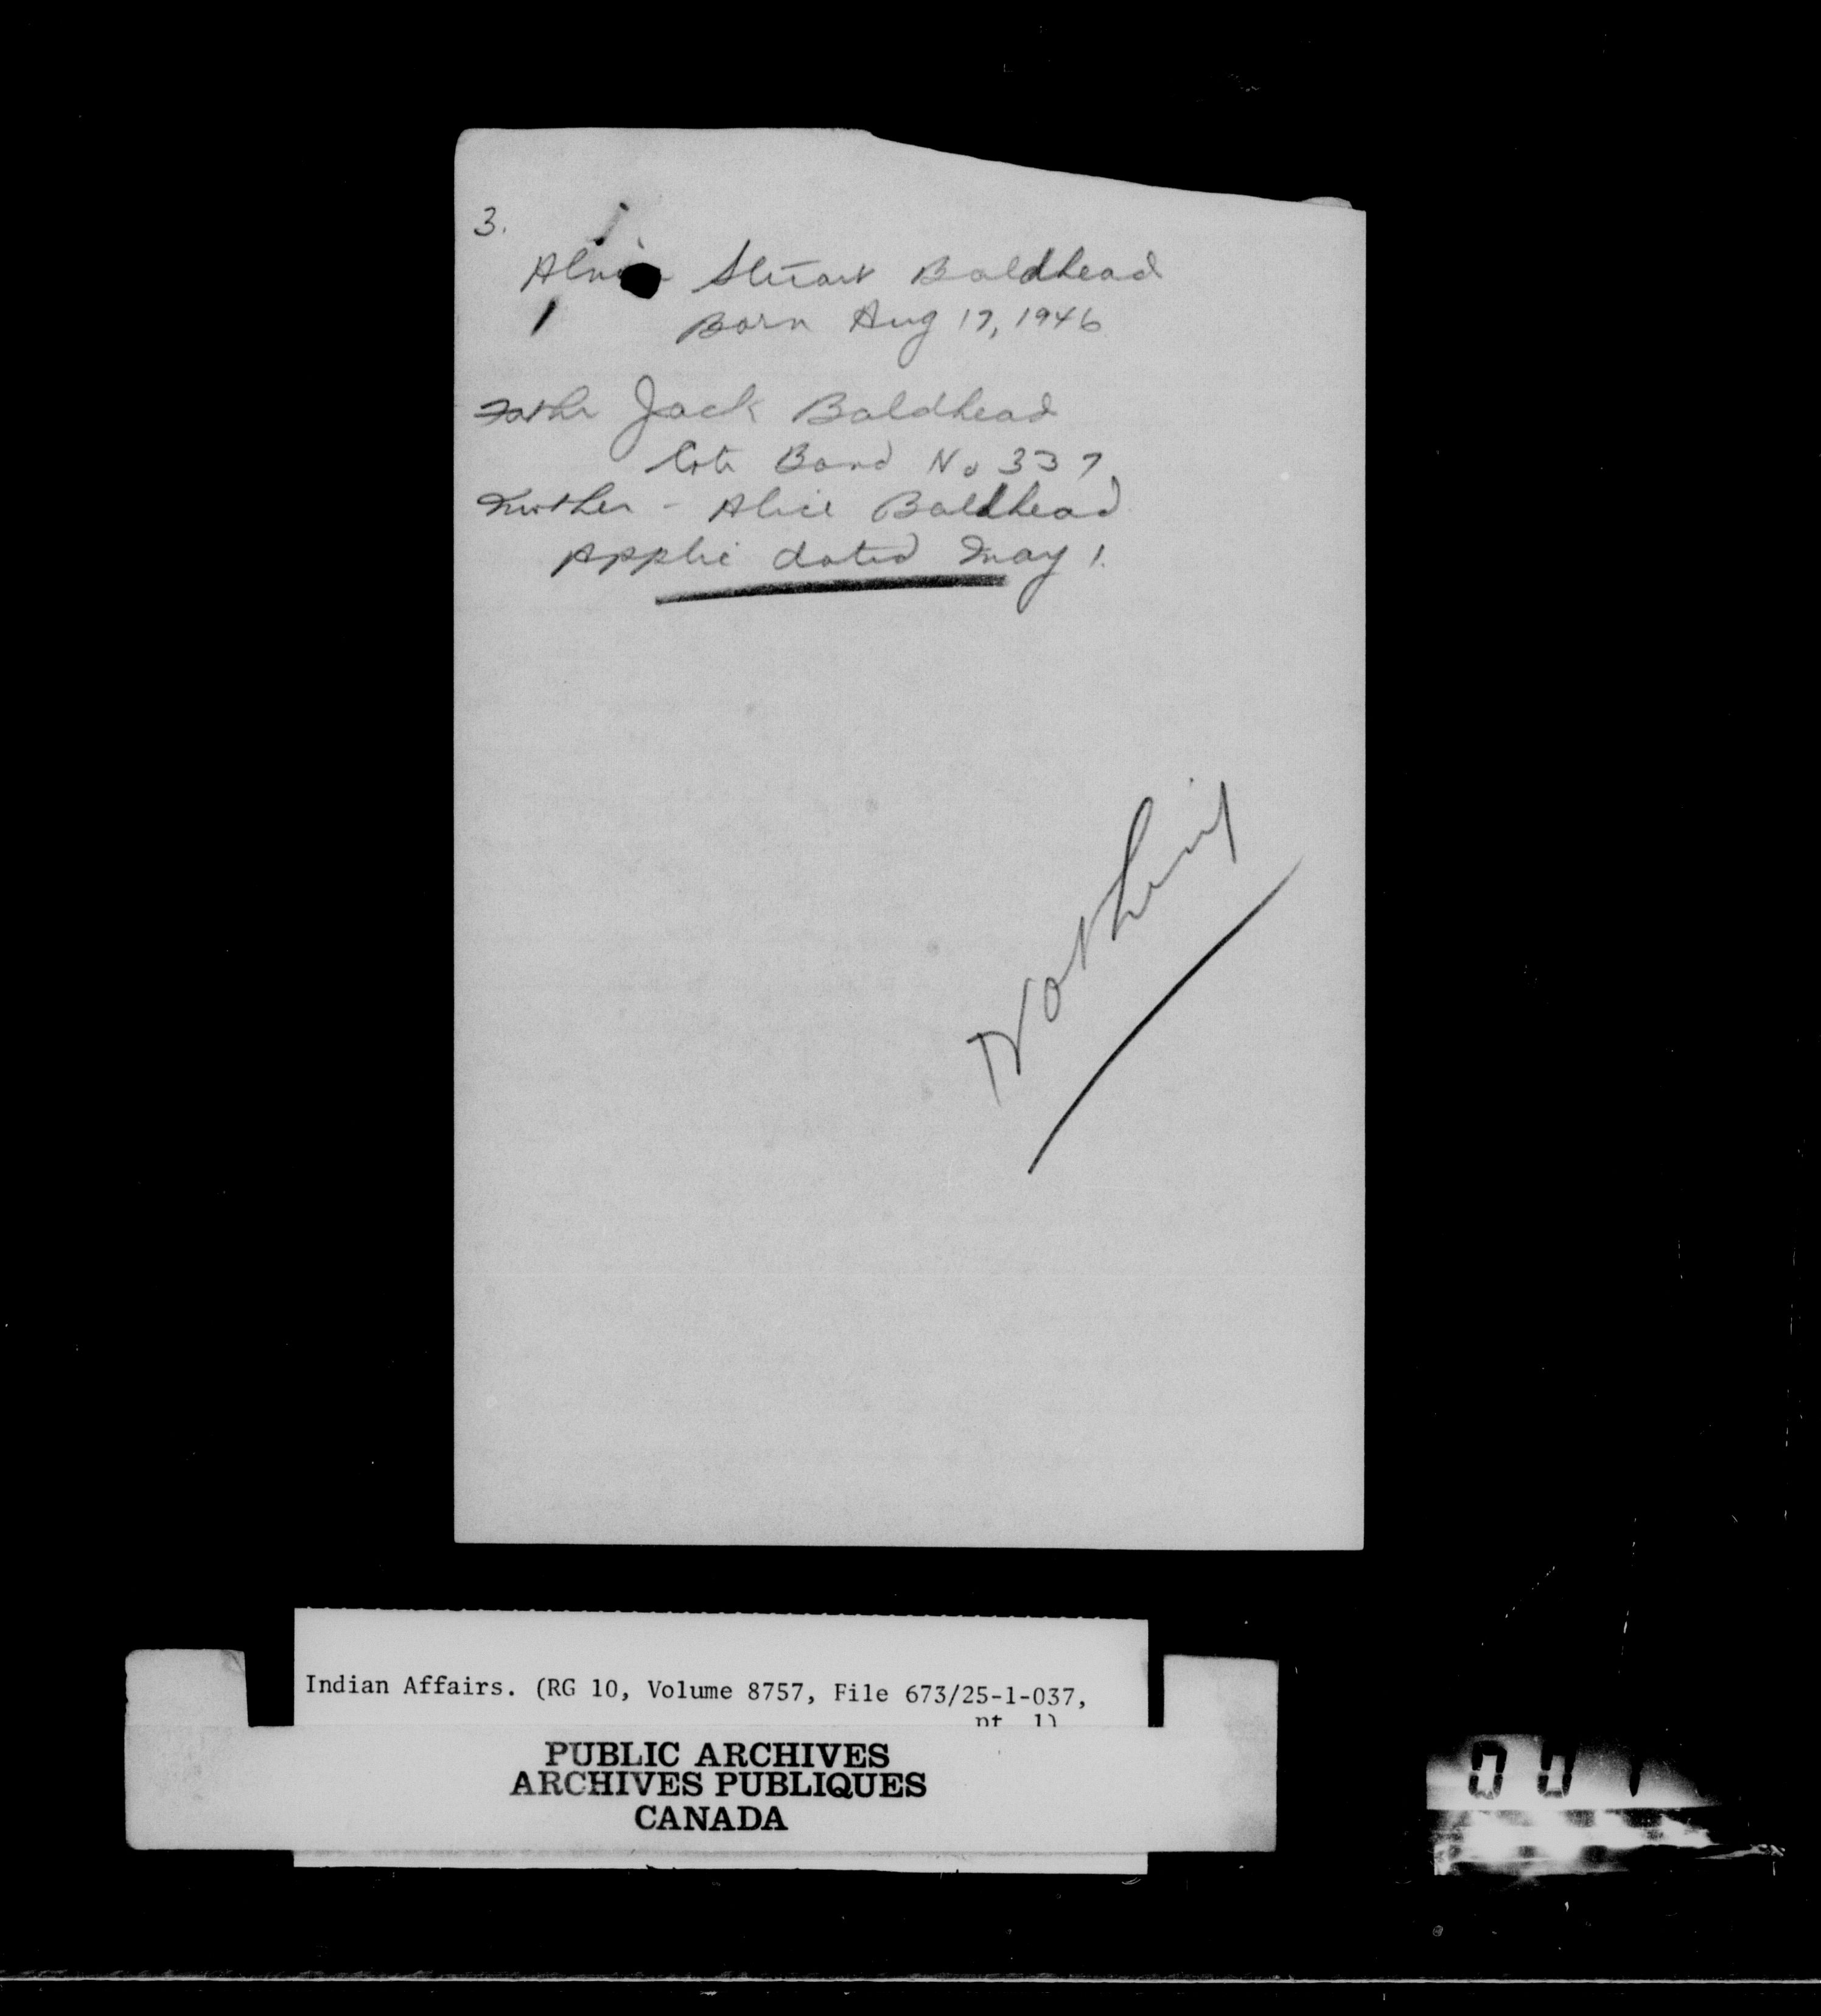 3.
Stuart Baldhead
Born Aug 17, 1946
Fathr Jack Baldhead
Cote Band No 337
Mother - Alice Baldhead
Applic dated May 1.
Nothing
Indian Affairs. (RG 10, Volume 8757, File 673/25-1-037,
pt. 1)
PUBLIC ARCHIVES
ARCHIVES PUBLIQUES
CANADA
001